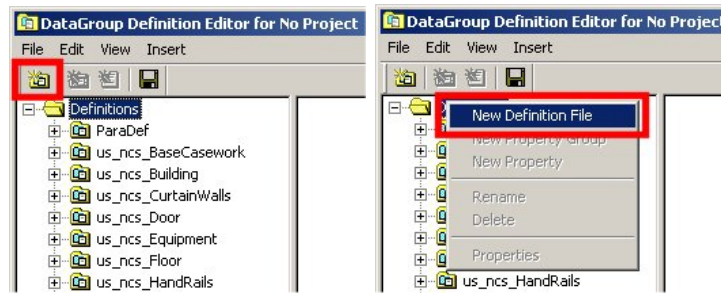 DataGroup Definition Editor for No Project
File Edit View Insert
Definitions
ParaDef
us_ncs_BaseCasework
us_ncs_Building
us_ncs_CurtainWalls
us_ncs_Door
us_ncs_Equipment
us_ncs_Floor
us_ncs_HandRails
DataGroup Definition Editor for No Project
File Edit View Insert
New Definition File
New Property Group
New Property
Rename
Delete
Properties
us_ncs_HandRails